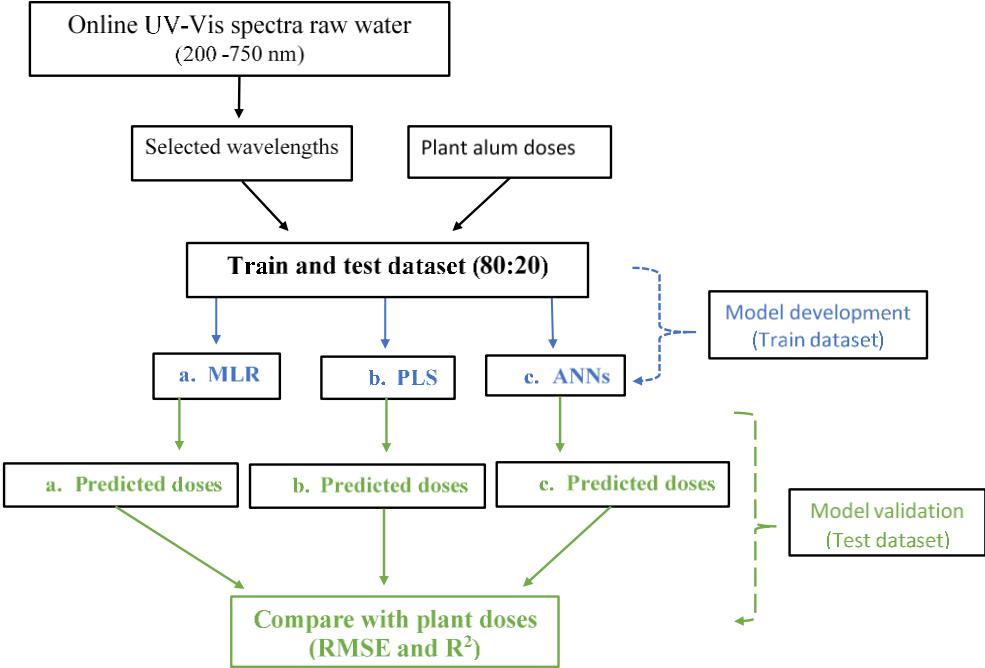 Online UV-Vis spectra raw water
(200 -750 nm)
Selected wavelengths
Plant alum doses
Train and test dataset (80:20)
Model development
(Train dataset)
a. MLR
b. PLS
c. ANNs
a. Predicted doses
b. Predicted doses
c. Predicted doses
Model validation
(Test dataset)
Compare with plant doses
(RMSE and R²)